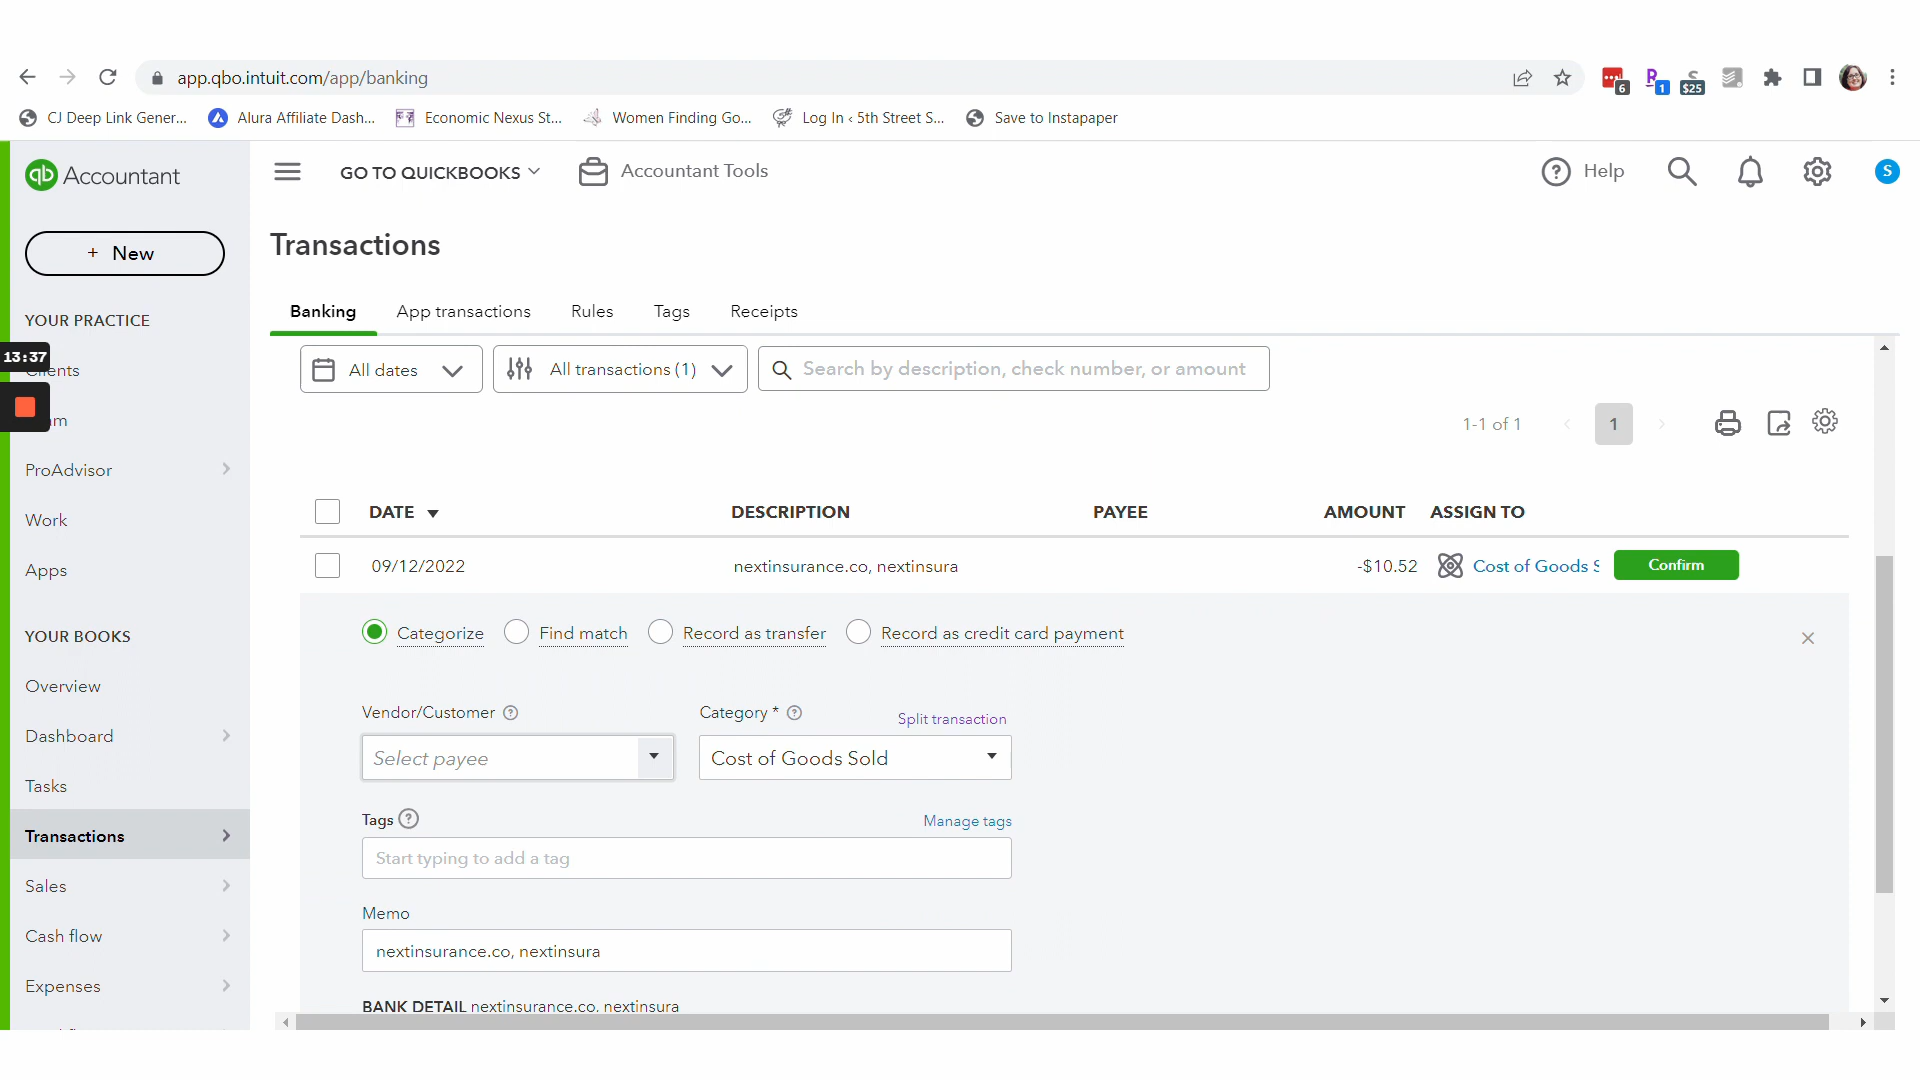 app.qbo.intuit.com/app/banking
6
1
$25
CJ Deep Link Gener...
Alura Affiliate Dash...
Economic Nexus St...
Women Finding Go...
Log In ‹ 5th Street S...
Save to Instapaper
qb Accountant
GO TO QUICKBOOKS
Accountant Tools
Help
S
+ New
Transactions
Banking
App transactions
Rules
Tags
Receipts
YOUR PRACTICE
13:37
Clients
am
ProAdvisor
Work
Apps
YOUR BOOKS
Overview
Dashboard
Tasks
Transactions
Sales
Cash flow
Expenses
All dates
All transactions (1)
Search by description, check number, or amount
1-1 of 1
1
DATE
DESCRIPTION
PAYEE
AMOUNT
ASSIGN TO
09/12/2022
nextinsurance.co, nextinsura
-$10.52
Cost of Goods S
Confirm
Categorize
Find match
Record as transfer
Record as credit card payment
Vendor/Customer
Category *
Split transaction
Select payee
Cost of Goods Sold
Tags
Manage tags
Start typing to add a tag
Memo
nextinsurance.co, nextinsura
BANK DETAIL nextinsurance.co, nextinsura